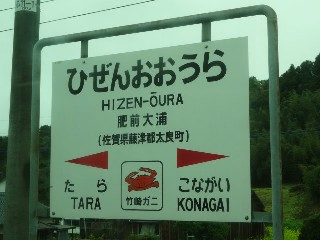 ひぜんおおうら
HIZEN-ŌURA
肥前大浦
(佐賀県藤津郡太良町)
たら
TARA
竹崎カニ
こながい
KONAGAI